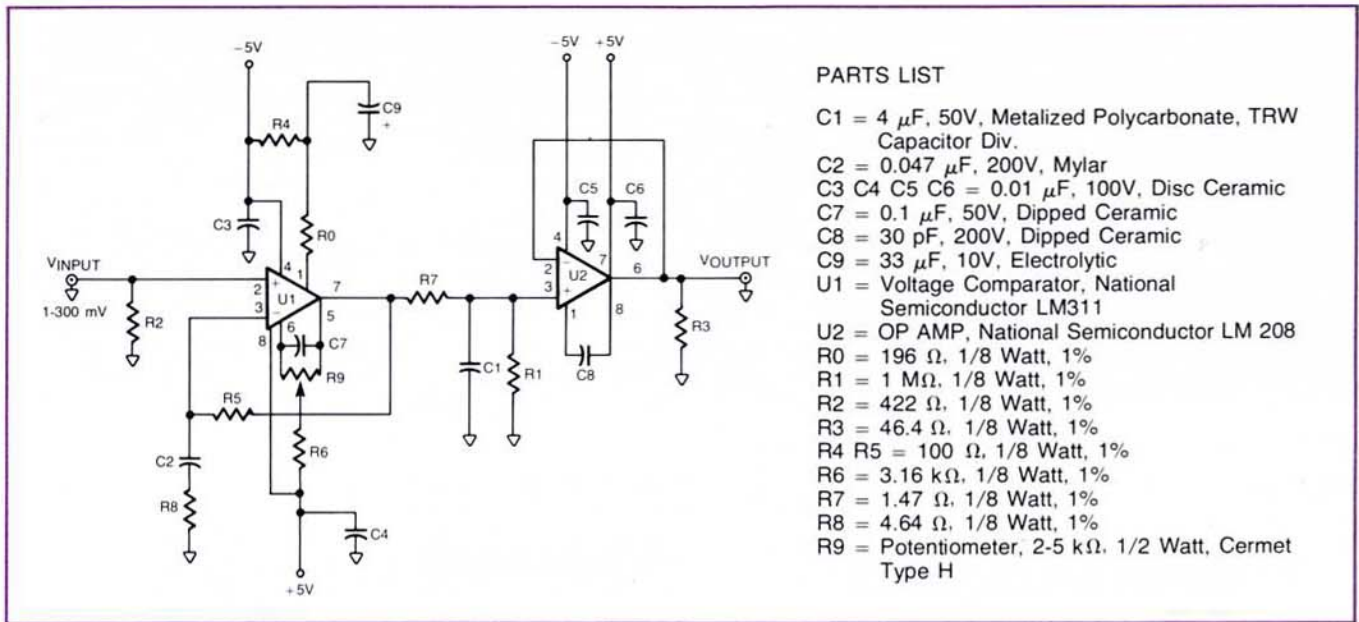 −5V
−5V
+5V
C9
+
R4
C3
R0
C5
C6
VINPUT
1-300 mV
R2
4
1
+
2
U1
7
3
−
8
6
5
C7
R9
R7
C1
R1
4
−
2
U2
7
6
3
+
1
8
C8
R3
VOUTPUT
R5
C2
R6
R8
C4
+5V
PARTS LIST
C1 = 4 μF, 50V, Metalized Polycarbonate, TRW
Capacitor Div.
C2 = 0.047 μF, 200V, Mylar
C3 C4 C5 C6 = 0.01 μF, 100V, Disc Ceramic
C7 = 0.1 μF, 50V, Dipped Ceramic
C8 = 30 pF, 200V, Dipped Ceramic
C9 = 33 μF, 10V, Electrolytic
U1 = Voltage Comparator, National
Semiconductor LM311
U2 = OP AMP, National Semiconductor LM 208
R0 = 196 Ω, 1/8 Watt, 1%
R1 = 1 MΩ, 1/8 Watt, 1%
R2 = 422 Ω, 1/8 Watt, 1%
R3 = 46.4 Ω, 1/8 Watt, 1%
R4 R5 = 100 Ω, 1/8 Watt, 1%
R6 = 3.16 kΩ, 1/8 Watt, 1%
R7 = 1.47 Ω, 1/8 Watt, 1%
R8 = 4.64 Ω, 1/8 Watt, 1%
R9 = Potentiometer, 2-5 kΩ, 1/2 Watt, Cermet
Type H